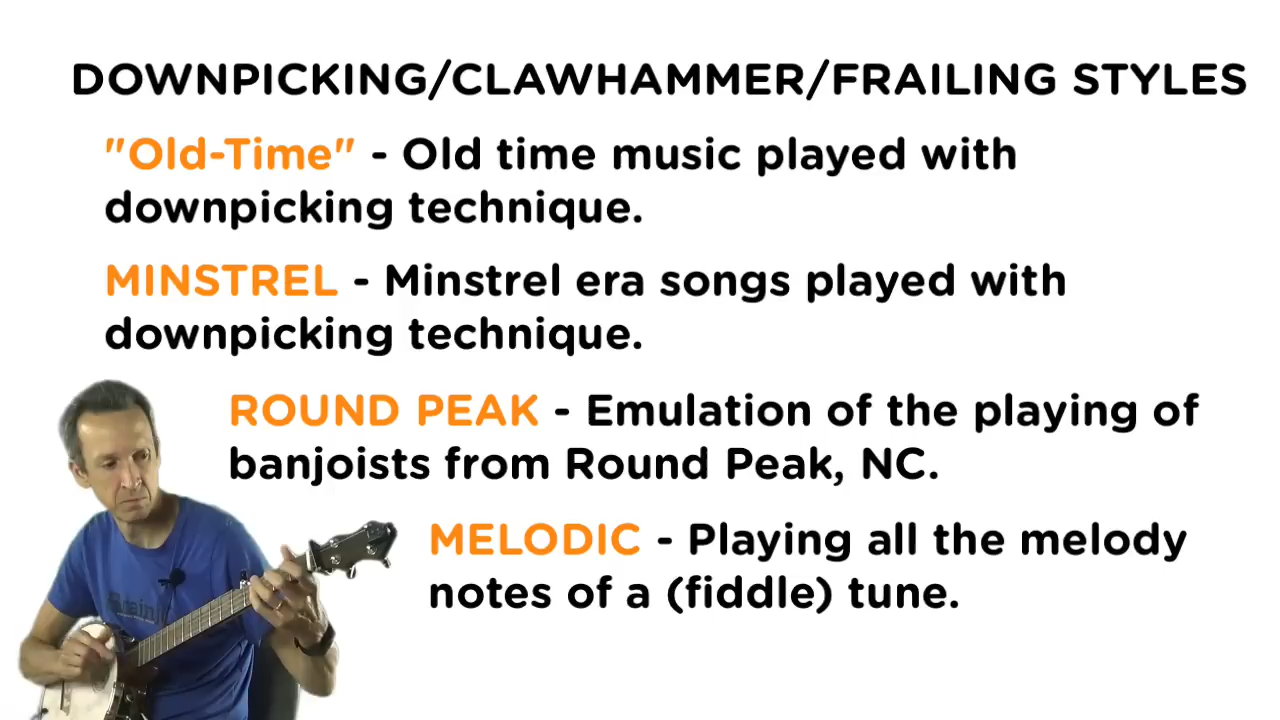 DOWNPICKING/CLAWHAMMER/FRAILING STYLES
"Old-Time" - Old time music played with
downpicking technique.
MINSTREL - Minstrel era songs played with
downpicking technique.
ROUND PEAK - Emulation of the playing of
banjoists from Round Peak, NC.
MELODIC - Playing all the melody
notes of a (fiddle) tune.